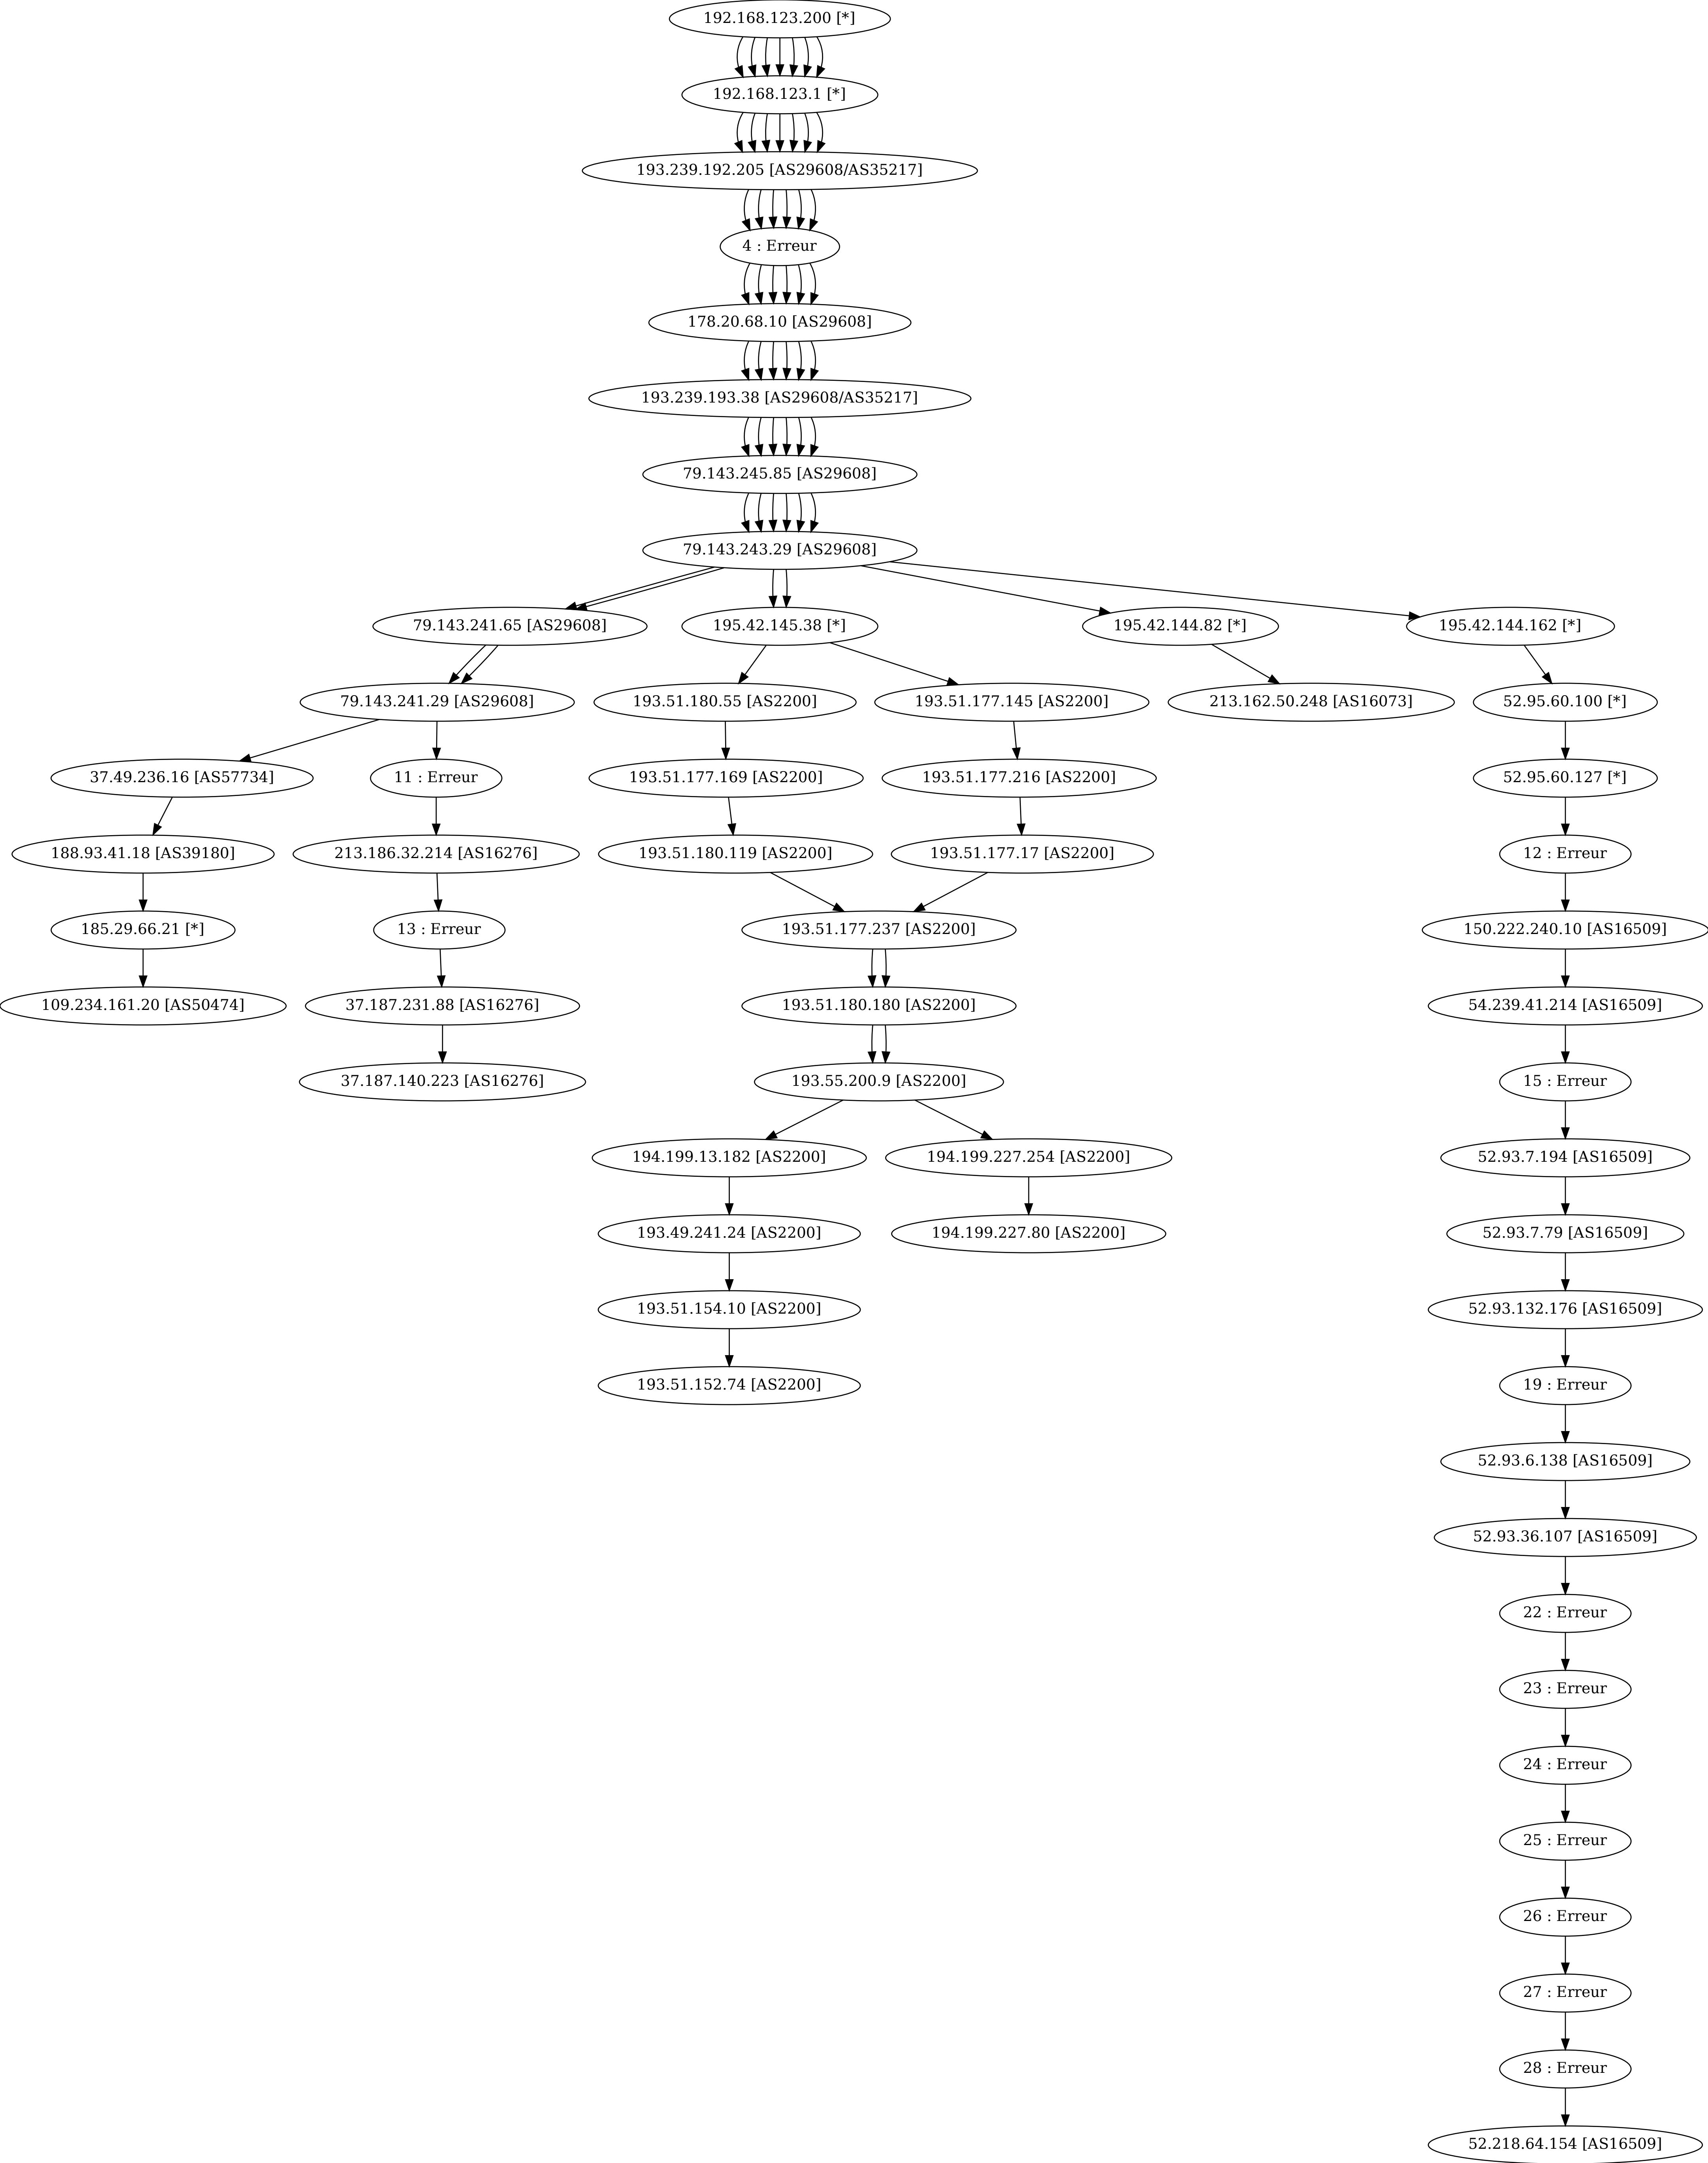 192.168.123.200 [*]
192.168.123.1 [*]
193.239.192.205 [AS29608/AS35217]
4 : Erreur
178.20.68.10 [AS29608]
193.239.193.38 [AS29608/AS35217]
79.143.245.85 [AS29608]
79.143.243.29 [AS29608]
79.143.241.65 [AS29608]
195.42.145.38 [*]
195.42.144.82 [*]
195.42.144.162 [*]
79.143.241.29 [AS29608]
193.51.180.55 [AS2200]
193.51.177.145 [AS2200]
213.162.50.248 [AS16073]
52.95.60.100 [*]
37.49.236.16 [AS57734]
11 : Erreur
193.51.177.169 [AS2200]
193.51.177.216 [AS2200]
52.95.60.127 [*]
188.93.41.18 [AS39180]
213.186.32.214 [AS16276]
193.51.180.119 [AS2200]
193.51.177.17 [AS2200]
12 : Erreur
185.29.66.21 [*]
13 : Erreur
193.51.177.237 [AS2200]
150.222.240.10 [AS16509]
109.234.161.20 [AS50474]
37.187.231.88 [AS16276]
193.51.180.180 [AS2200]
54.239.41.214 [AS16509]
37.187.140.223 [AS16276]
193.55.200.9 [AS2200]
15 : Erreur
194.199.13.182 [AS2200]
194.199.227.254 [AS2200]
52.93.7.194 [AS16509]
193.49.241.24 [AS2200]
194.199.227.80 [AS2200]
52.93.7.79 [AS16509]
193.51.154.10 [AS2200]
52.93.132.176 [AS16509]
193.51.152.74 [AS2200]
19 : Erreur
52.93.6.138 [AS16509]
52.93.36.107 [AS16509]
22 : Erreur
23 : Erreur
24 : Erreur
25 : Erreur
26 : Erreur
27 : Erreur
28 : Erreur
52.218.64.154 [AS16509]